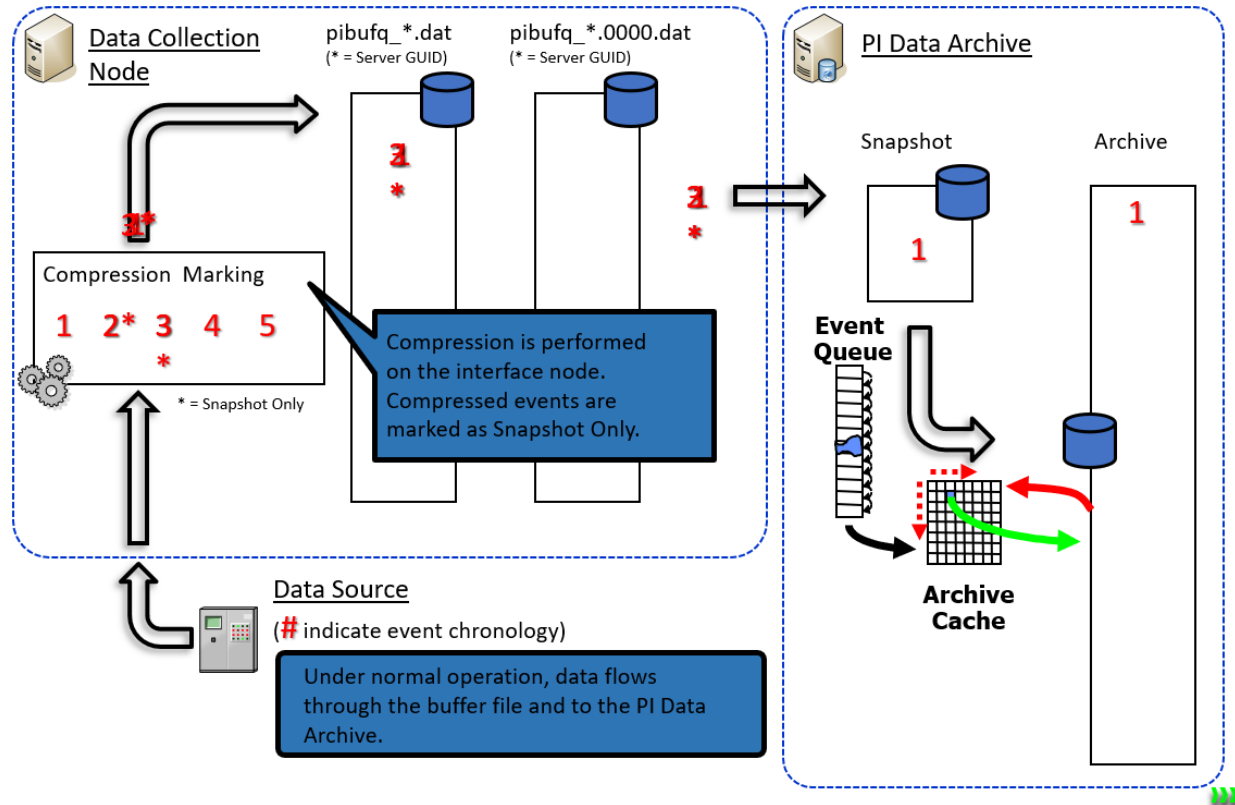 Data Collection
Node
pibufq_*.dat
(* = Server GUID)
pibufq_*.0000.dat
(* = Server GUID)
Compression Marking
1 2* 3 4 5
*
* = Snapshot Only
Compression is performed
on the interface node.
Compressed events are
marked as Snapshot Only.
Data Source
(# indicate event chronology)
Under normal operation, data flows
through the buffer file and to the PI Data
Archive.
PI Data Archive
Snapshot
1
Archive
1
Event
Queue
Archive
Cache